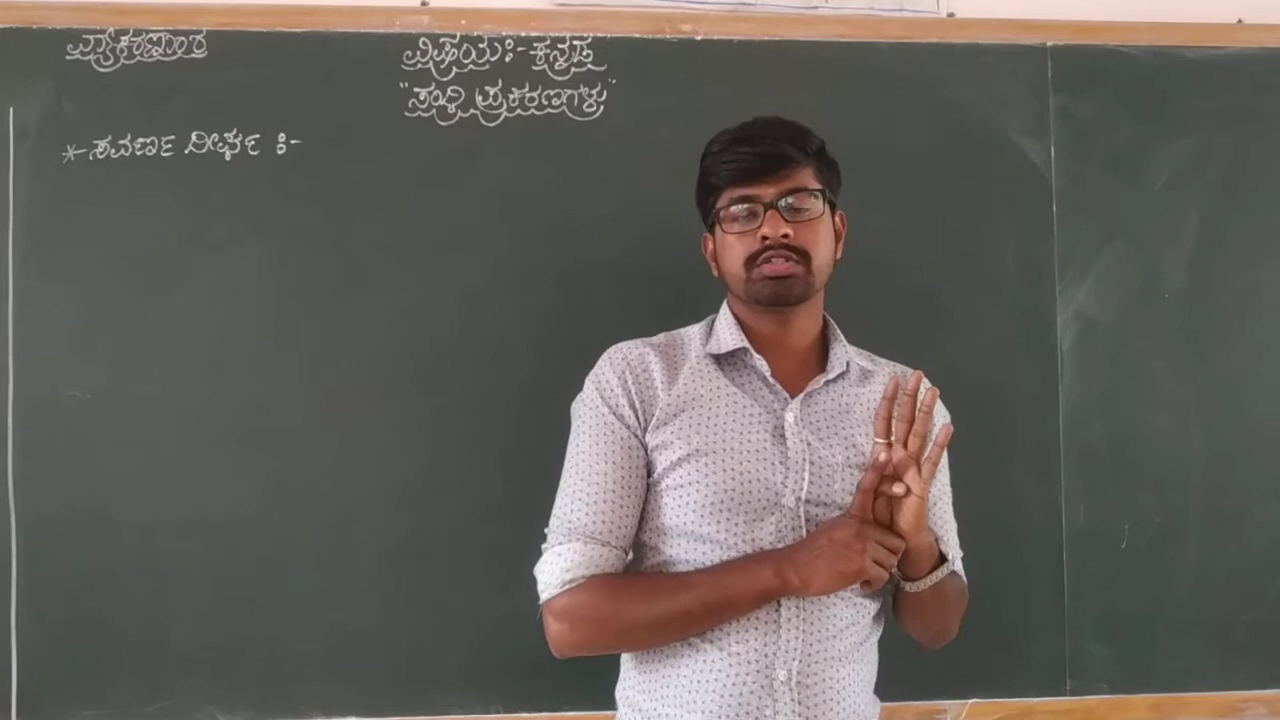 ವ್ಯಾಕರಣಾಂಶ
ವಿಷಯಃ- ಕನ್ನಡ
"ಸಂಧಿ ಪ್ರಕರಣಗಳು"
*ಸವರ್ಣ ದೀರ್ಘ ಃ-